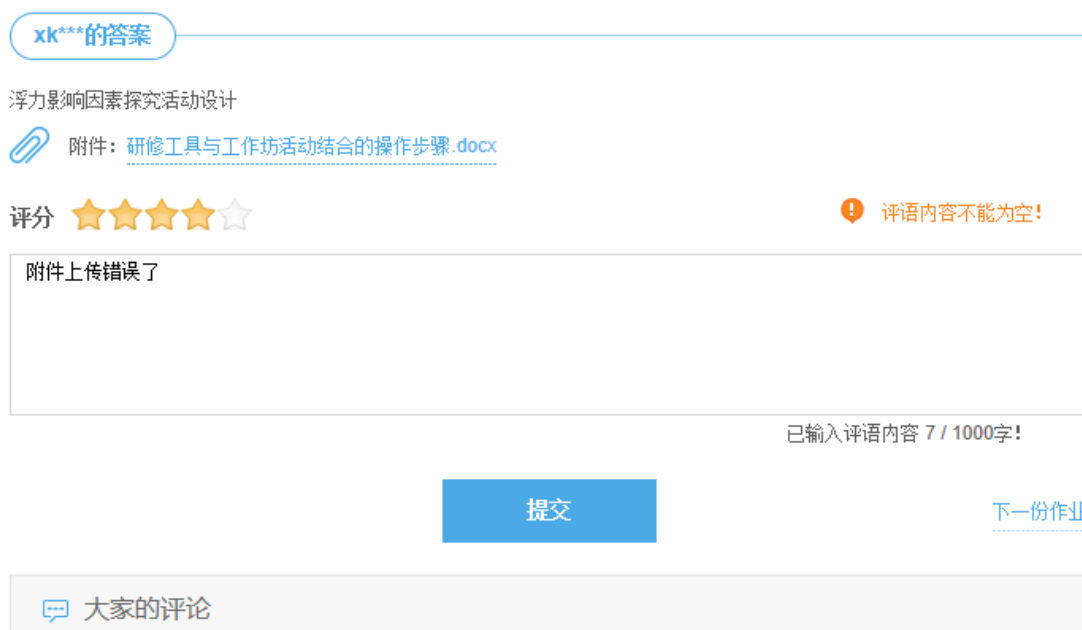 xk***的答案
浮力影响因素探究活动设计
附件：研修工具与工作坊活动结合的操作步骤.docx
评分
评语内容不能为空！
附件上传错误了
已输入评语内容 7 / 1000字！
提交
下一份作业
大家的评论